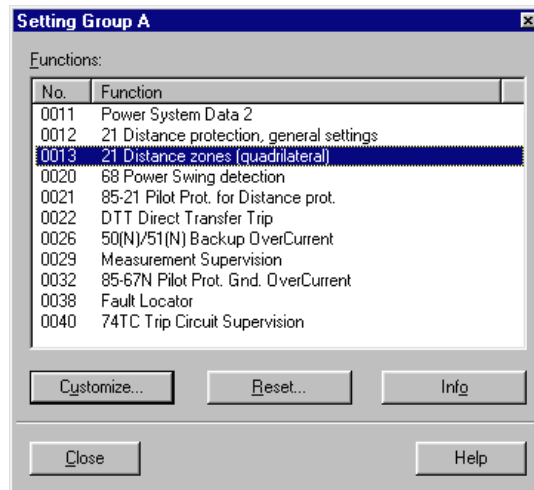 Setting Group A
Functions:
No. Function
0011 Power System Data 2
0012 21 Distance protection, general settings
0013 21 Distance zones (quadrilateral)
0020 68 Power Swing detection
0021 85-21 Pilot Prot. for Distance prot.
0022 DTT Direct Transfer Trip
0026 50(N)/51(N) Backup OverCurrent
0029 Measurement Supervision
0032 85-67N Pilot Prot. Gnd. OverCurrent
0038 Fault Locator
0040 74TC Trip Circuit Supervision
Customize... Reset... Info
Close Help